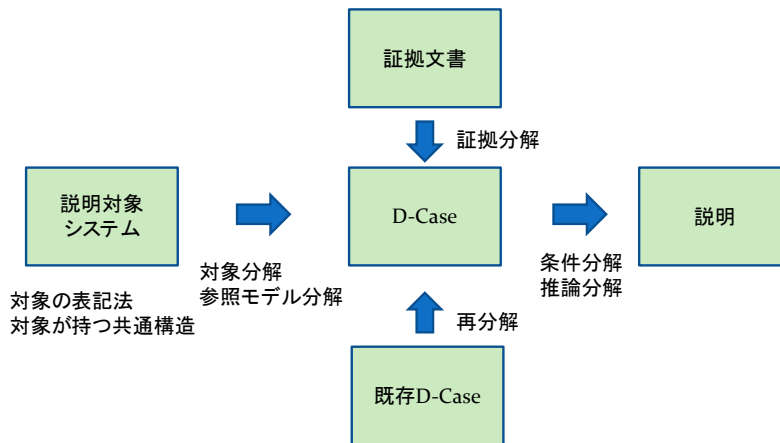 証拠文書
証拠分解
説明対象
システム
D-Case
説明
対象分解
参照モデル分解
条件分解
推論分解
対象の表記法
対象が持つ共通構造
再分解
既存D-Case